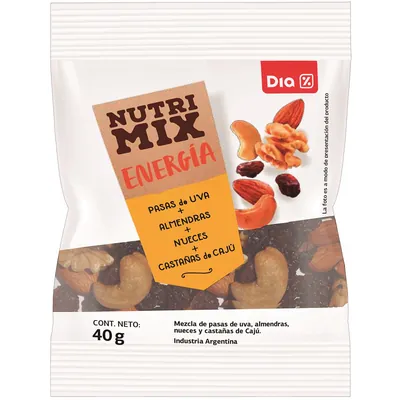 NUTRI
MIX
ENERGÍA
PASAS de UVA
+
ALMENDRAS
+
NUECES
+
CASTAÑAS de CAJÚ
Dia %
La foto es a modo de presentación del producto
CONT. NETO:
40 g
Mezcla de pasas de uva, almendras,
nueces y castañas de Cajú.
Industria Argentina